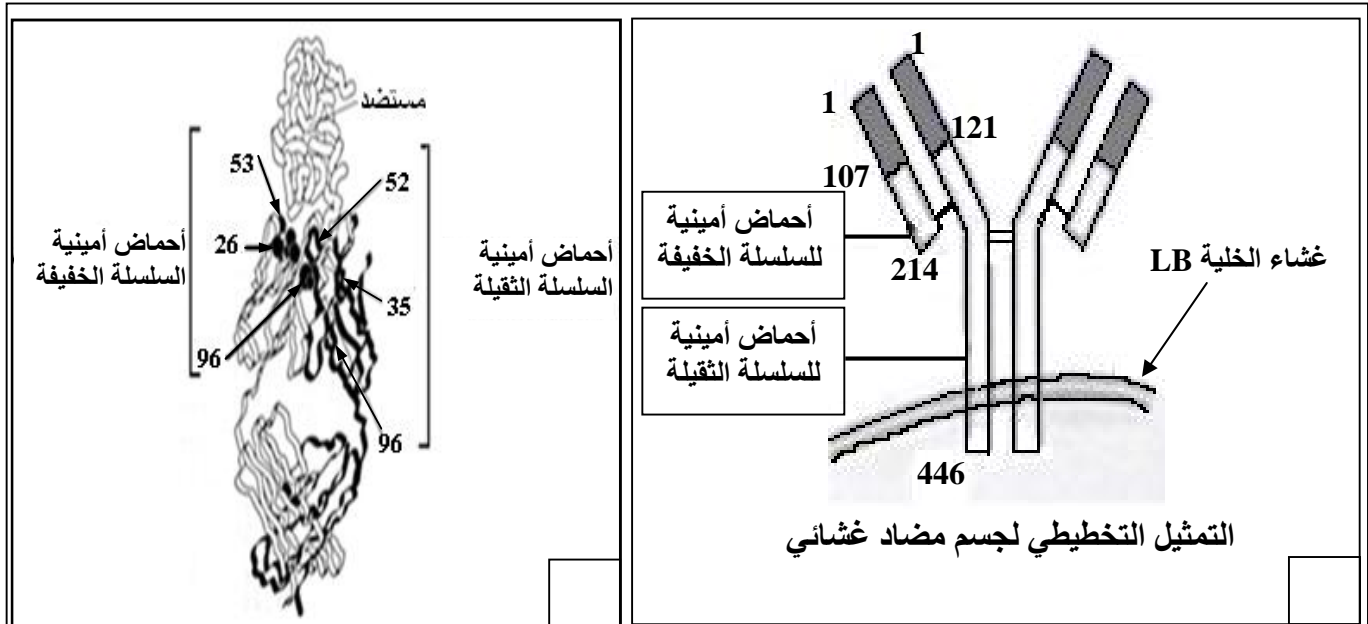 مستضد
53
52
26
35
96
96
أحماض أمينية
السلسلة الخفيفة
أحماض أمينية
السلسلة الثقيلة
1
1
121
107
214
446
أحماض أمينية
للسلسلة الخفيفة
أحماض أمينية
للسلسلة الثقيلة
غشاء الخلية LB
التمثيل التخطيطي لجسم مضاد غشائي